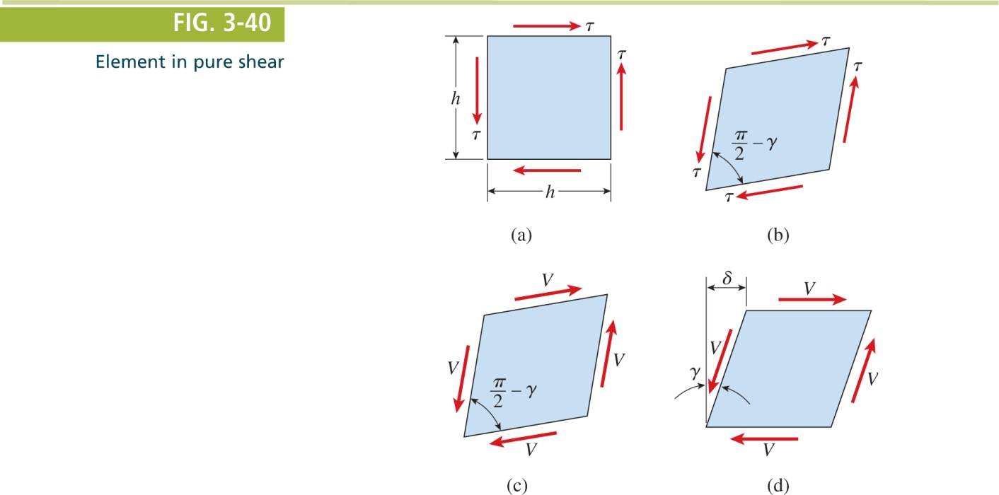 FIG. 3-40
Element in pure shear
τ
τ
h
τ
h
(a)
τ
τ
π/2 − γ
τ
τ
(b)
V
V
V
π/2 − γ
V
(c)
δ
V
V
γ
V
V
(d)